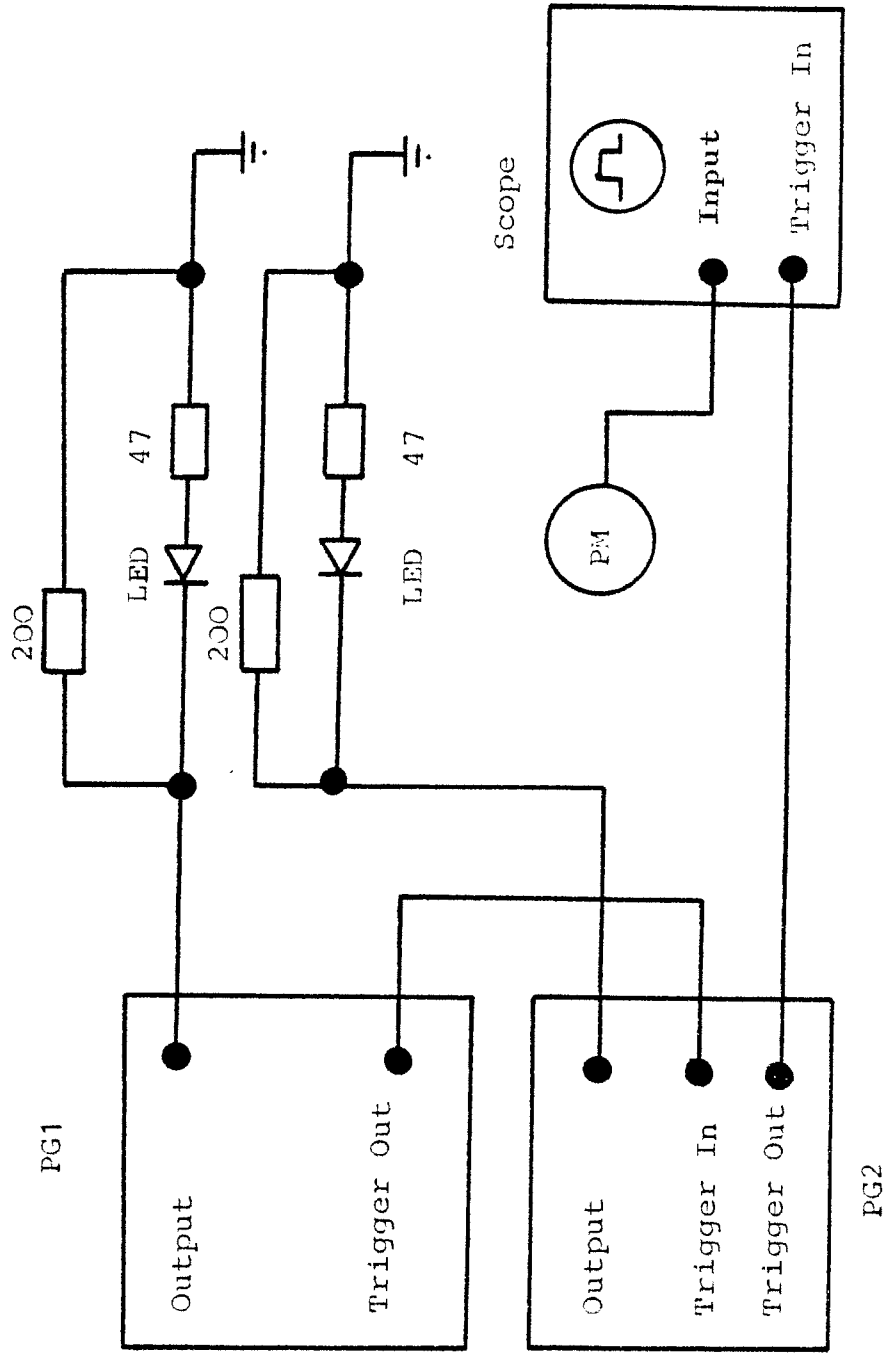 PG1
Output
Trigger Out
200
LED
47
200
LED
47
PG2
Output
Trigger In
Trigger Out
PM
Scope
Input
Trigger In